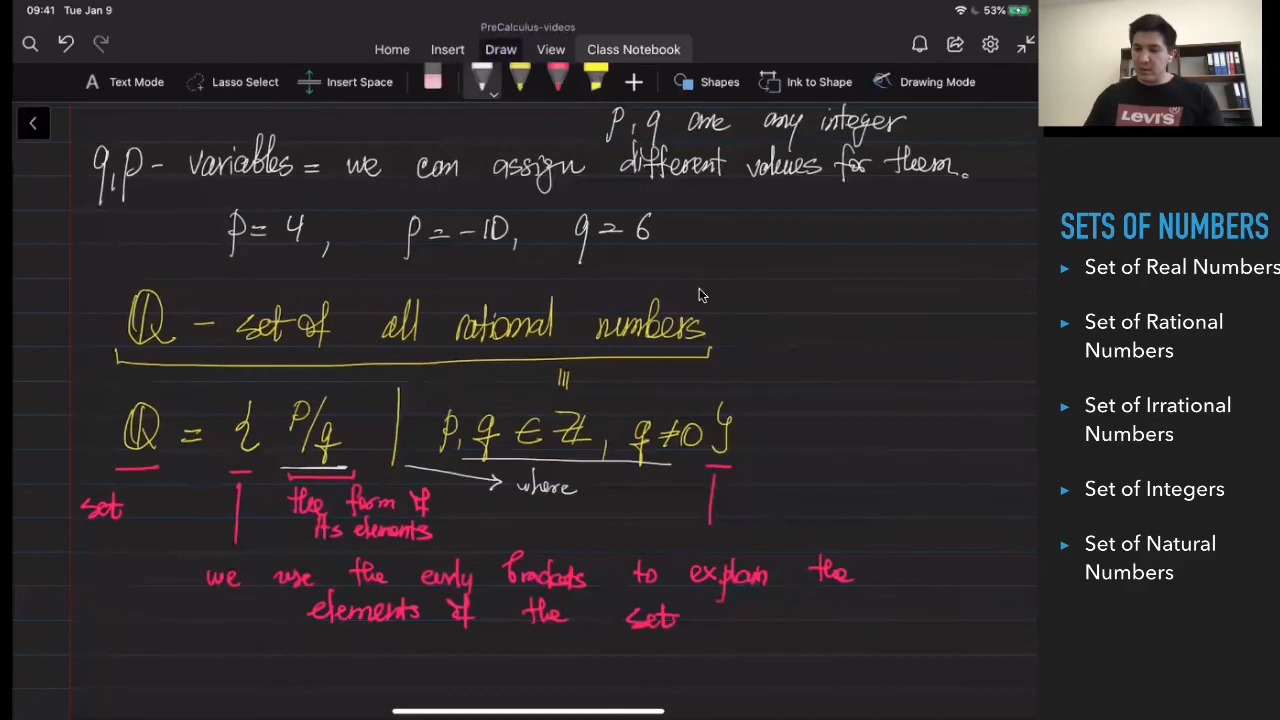 09:41 Tue Jan 9
53%
PreCalculus-videos
Home Insert Draw View Class Notebook
Text Mode Lasso Select Insert Space Shapes Ink to Shape Drawing Mode
LEVI'S
p, q are any integer
q, p - variables = we can assign different values for them.
p = 4, p = -10, q = 6
ℚ - set of all rational numbers
ℚ = { p/q | p, q ∈ ℤ, q ≠ 0 }
where
set
the form of
its elements
we use the curly brackets to explain the
elements of the set
SETS OF NUMBERS
Set of Real Numbers
Set of Rational
Numbers
Set of Irrational
Numbers
Set of Integers
Set of Natural
Numbers